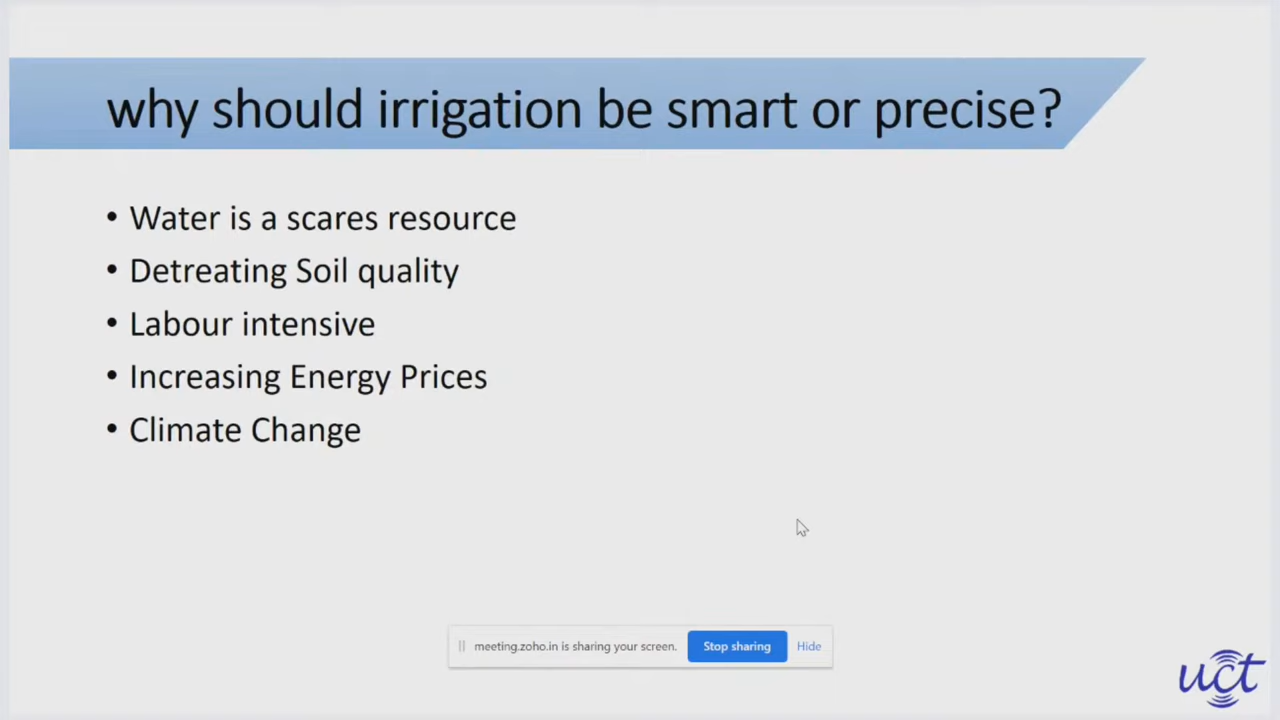 why should irrigation be smart or precise?
• Water is a scares resource
• Detreating Soil quality
• Labour intensive
• Increasing Energy Prices
• Climate Change
meeting.zoho.in is sharing your screen. Stop sharing Hide
uct